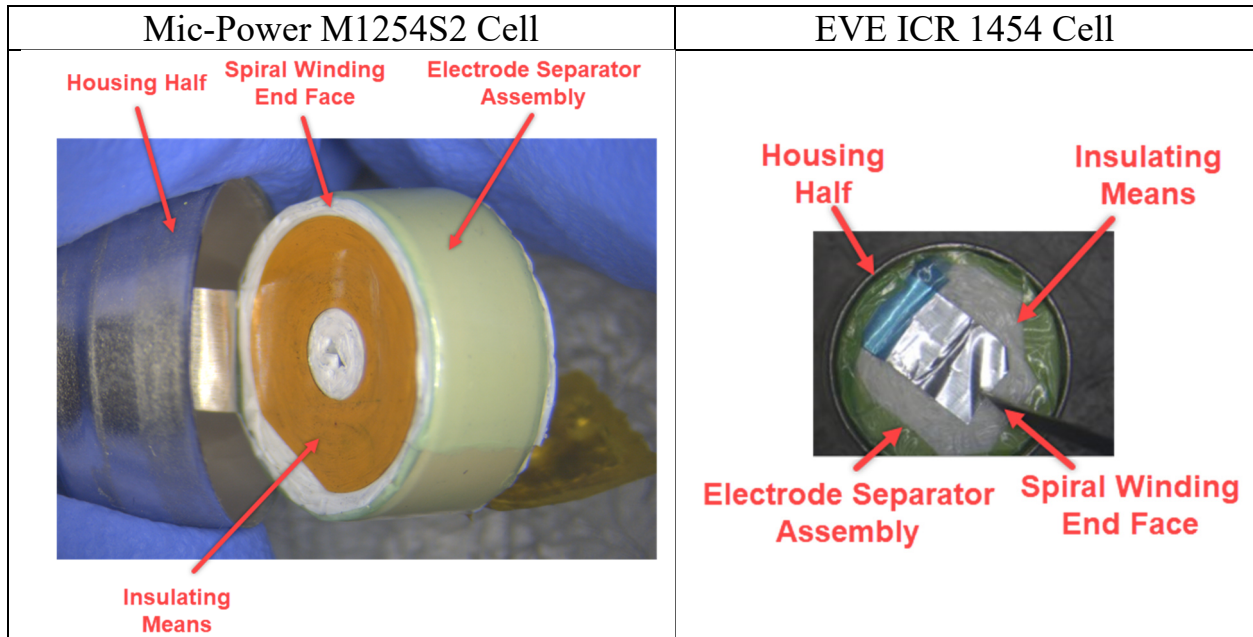 Mic-Power M1254S2 Cell
EVE ICR 1454 Cell
Housing Half
Spiral Winding
End Face
Electrode Separator
Assembly
Insulating
Means
Housing
Half
Insulating
Means
Electrode Separator
Assembly
Spiral Winding
End Face